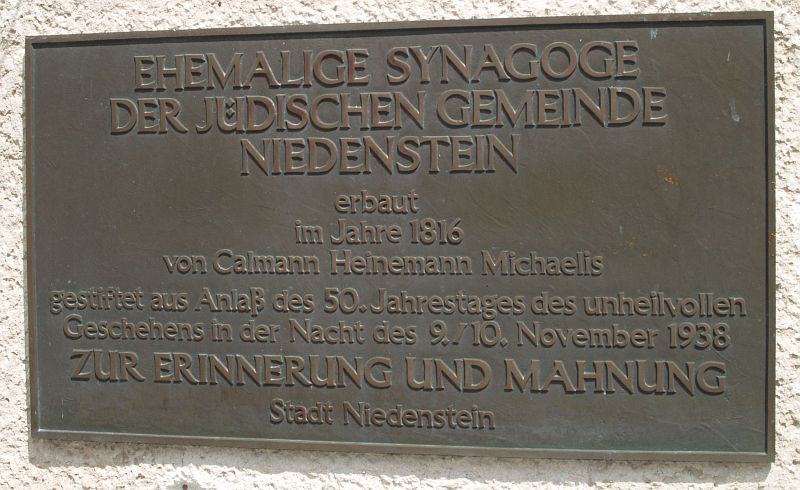 EHEMALIGE SYNAGOGE
DER JÜDISCHEN GEMEINDE
NIEDENSTEIN
erbaut
im Jahre 1816
von Calmann Heinemann Michaelis
gestiftet aus Anlaß des 50. Jahrestages des unheilvollen
Geschehens in der Nacht des 9./10. November 1938
ZUR ERINNERUNG UND MAHNUNG
Stadt Niedenstein